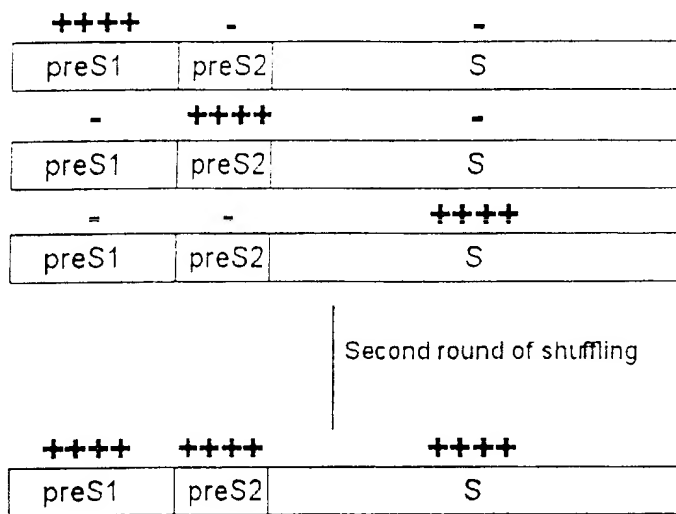 ++++ - -
preS1 preS2 S
- ++++ -
preS1 preS2 S
= - ++++
preS1 preS2 S
Second round of shuffling
++++ ++++ ++++
preS1 preS2 S